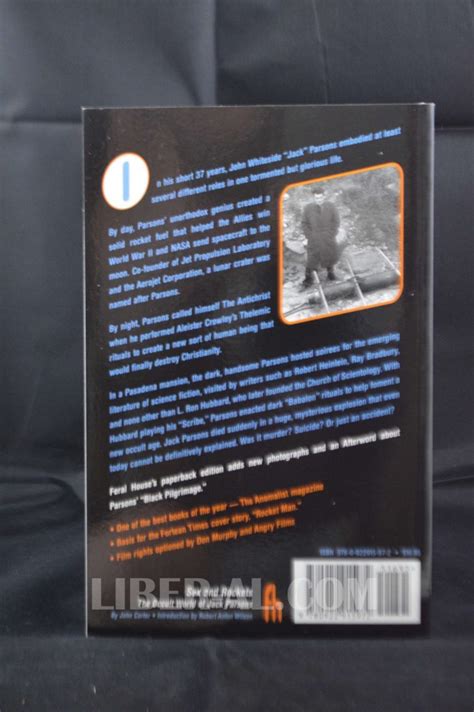 In his short 37 years, John Whiteside "Jack" Parsons embodied at least
several different roles in one tormented but glorious life.
By day, Parsons' unorthodox genius created a
solid rocket fuel that helped the Allies win
World War II and NASA send spacecraft to the
moon. Co-founder of Jet Propulsion Laboratory
and the Aerojet Corporation, a lunar crater was
named after Parsons.
By night, Parsons called himself The Antichrist
when he performed Aleister Crowley's Thelemic
rituals to create a new sort of human being that
would finally destroy Christianity.
In a Pasadena mansion, the dark, handsome Parsons hosted soirees for the emerging
literature of science fiction, visited by writers such as Robert Heinlein, Ray Bradbury,
and none other than L. Ron Hubbard, who later founded the Church of Scientology. With
Hubbard playing his "Scribe," Parsons enacted dark "Babalon" rituals to help foment a
new occult age. Jack Parsons died suddenly in a huge, mysterious explosion that even
today cannot be definitively explained. Was it murder? Suicide? Or just an accident?
Feral House's paperback edition adds new photographs and an Afterword about
Parsons' "Black Pilgrimage."
• One of the best books of the year — The Anomalist magazine
• Basis for the Fortean Times cover story, "Rocket Man."
• Film rights optioned by Don Murphy and Angry Films
ISBN
LIBER-AL.COM
Sex and Rockets
The Occult World of Jack Parsons
By John Carter • Introduction by Robert Anton Wilson